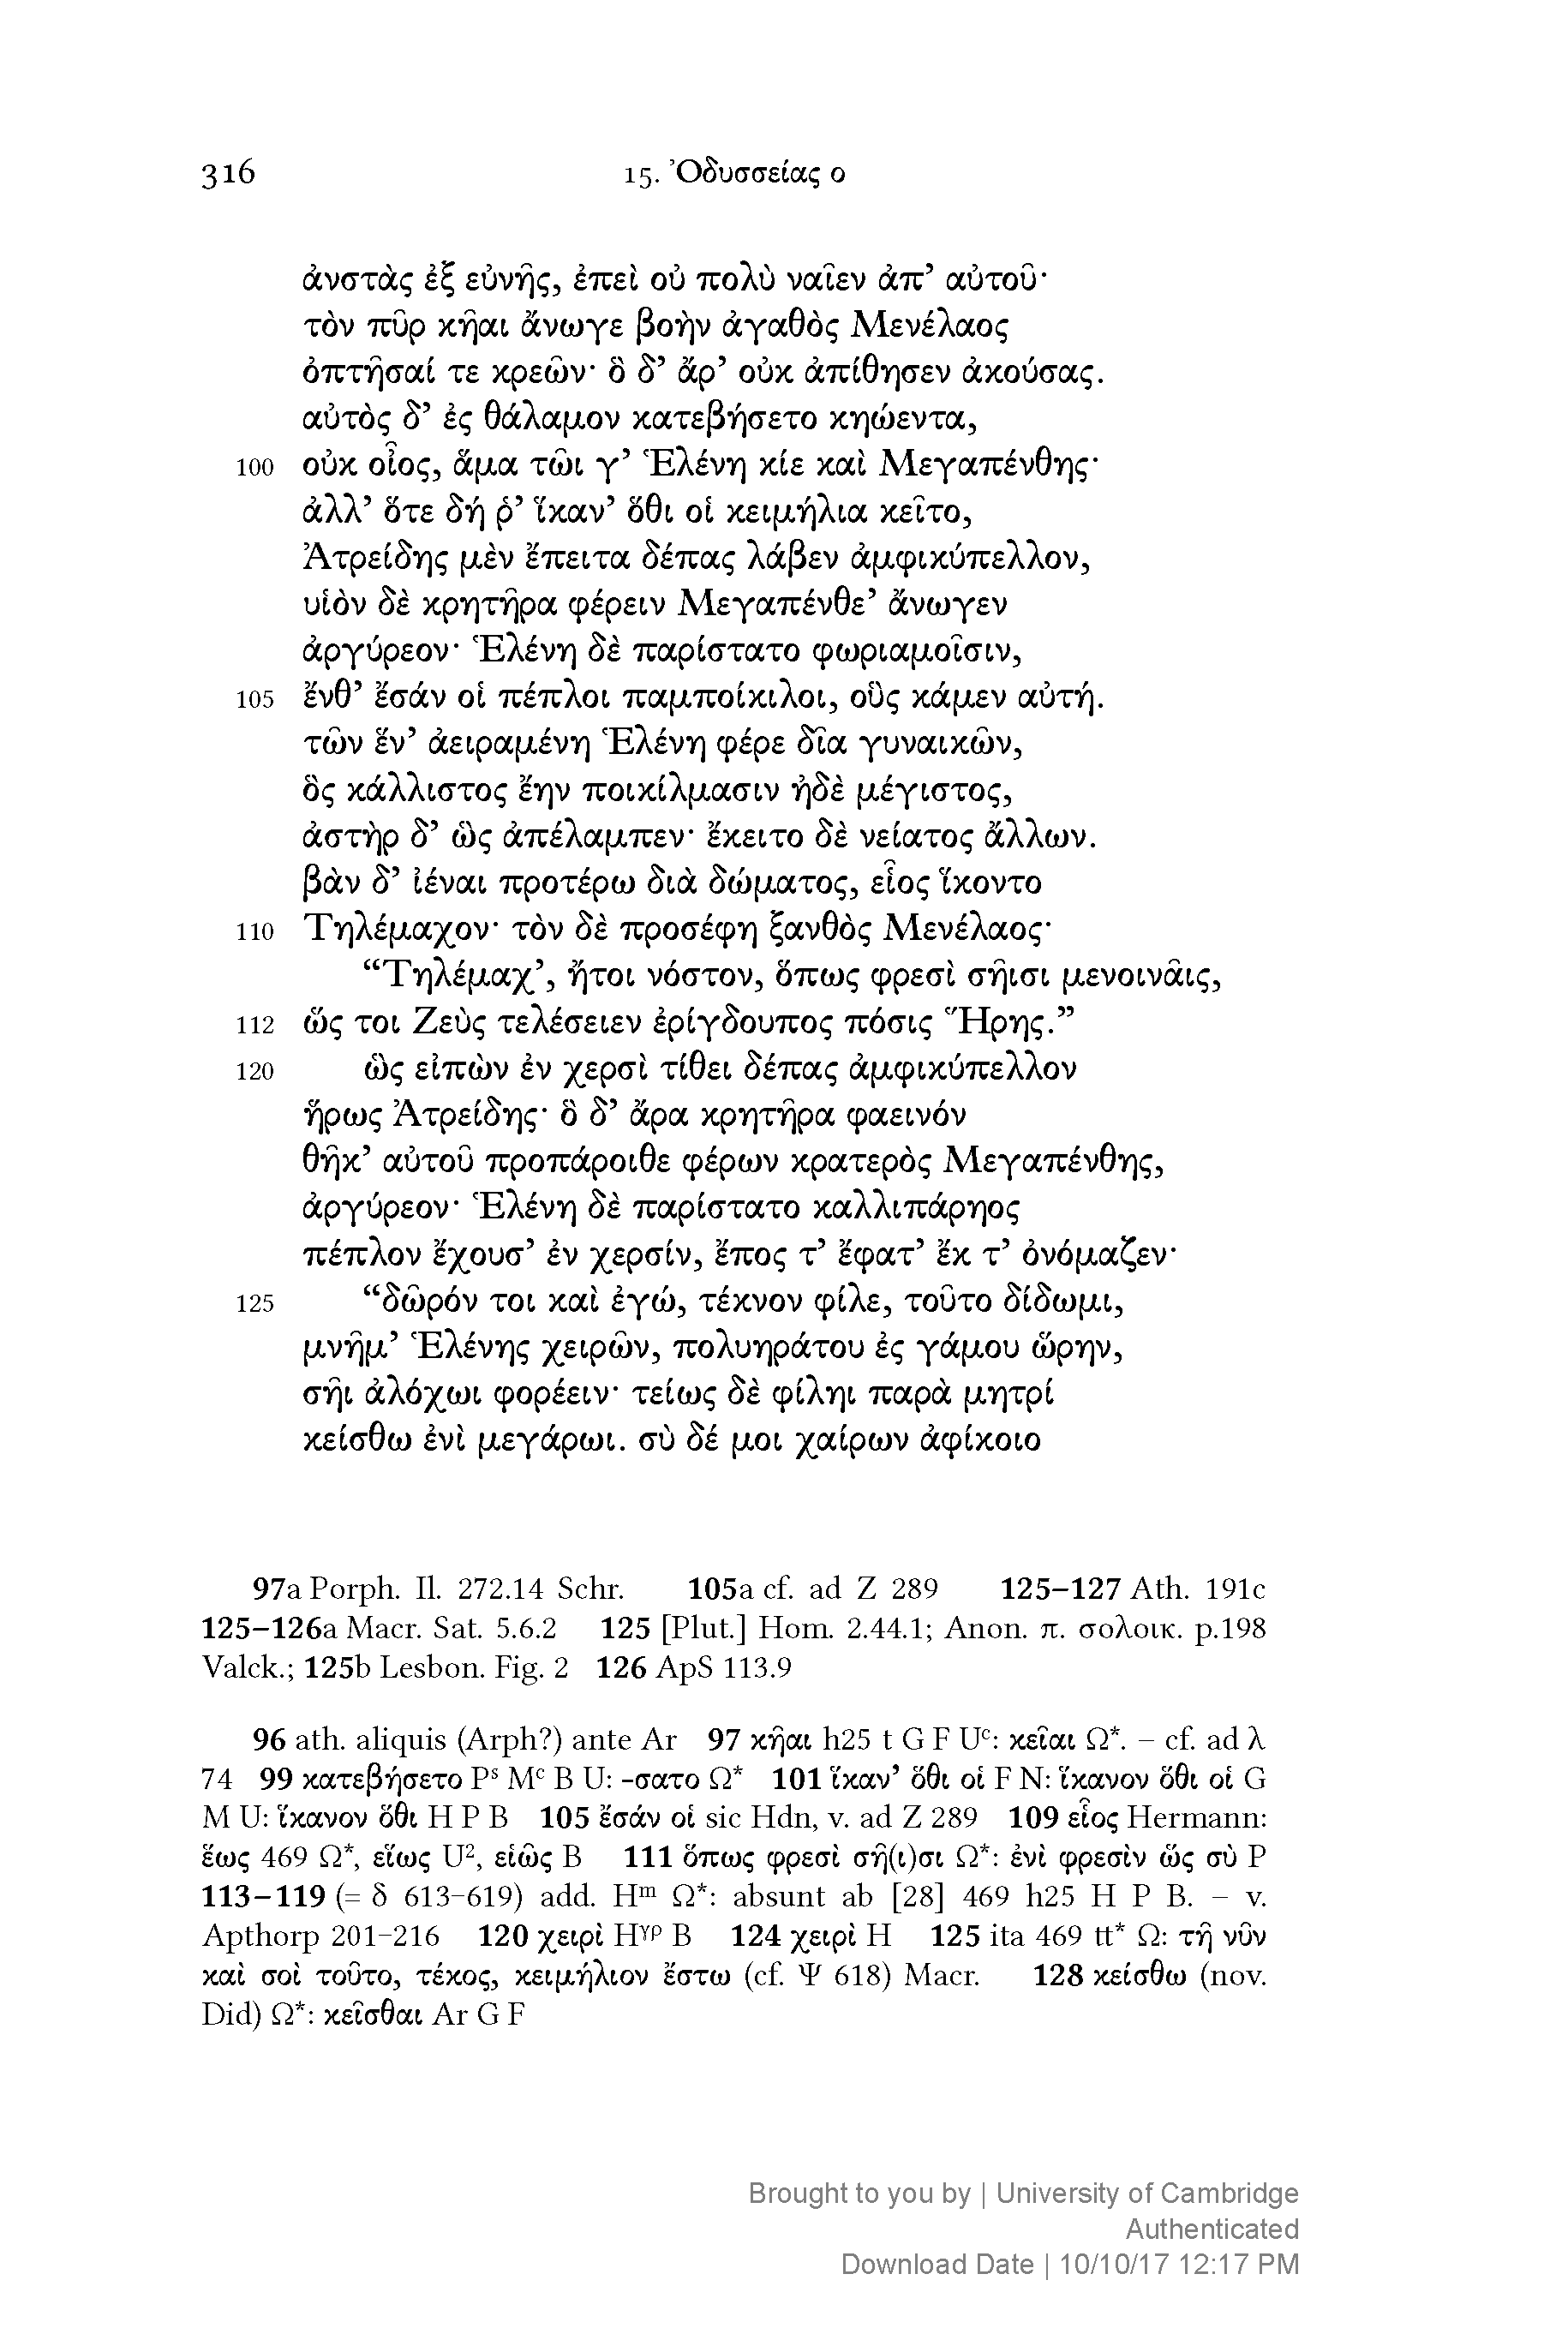 316 15. Ὀδυσσείας ο
ἀνστὰς ἐξ εὐνῆς, ἐπεὶ οὐ πολὺ ναῖεν ἀπ’ αὐτοῦ·
τὸν πῦρ κῆαι ἄνωγε βοὴν ἀγαθὸς Μενέλαος
ὀπτῆσαί τε κρεῶν· ὃ δ’ ἄρ’ οὐκ ἀπίθησεν ἀκούσας.
αὐτὸς δ’ ἐς θάλαμον κατεβήσετο κηώεντα,
100 οὐκ οἶος, ἅμα τῶι γ’ Ἑλένη κίε καὶ Μεγαπένθης·
ἀλλ’ ὅτε δή ῥ’ ἵκαν’ ὅθι οἱ κειμήλια κεῖτο,
Ἀτρείδης μὲν ἔπειτα δέπας λάβεν ἀμφικύπελλον,
υἱὸν δὲ κρητῆρα φέρειν Μεγαπένθε’ ἄνωγεν
ἀργύρεον· Ἑλένη δὲ παρίστατο φωριαμοῖσιν,
105 ἔνθ’ ἔσάν οἱ πέπλοι παμποίκιλοι, οὓς κάμεν αὐτή.
τῶν ἕν’ ἀειραμένη Ἑλένη φέρε δῖα γυναικῶν,
ὃς κάλλιστος ἔην ποικίλμασιν ἠδὲ μέγιστος,
ἀστὴρ δ’ ὣς ἀπέλαμπεν· ἔκειτο δὲ νείατος ἄλλων.
βὰν δ’ ἰέναι προτέρω διὰ δώματος, εἷος ἵκοντο
110 Τηλέμαχον· τὸν δὲ προσέφη ξανθὸς Μενέλαος·
“Τηλέμαχ’, ἤτοι νόστον, ὅπως φρεσὶ σῆισι μενοινᾶις,
112 ὥς τοι Ζεὺς τελέσειεν ἐρίγδουπος πόσις Ἥρης.”
120 ὣς εἰπὼν ἐν χερσὶ τίθει δέπας ἀμφικύπελλον
ἥρως Ἀτρείδης· ὃ δ’ ἄρα κρητῆρα φαεινόν
θῆκ’ αὐτοῦ προπάροιθε φέρων κρατερὸς Μεγαπένθης,
ἀργύρεον· Ἑλένη δὲ παρίστατο καλλιπάρηος
πέπλον ἔχουσ’ ἐν χερσίν, ἔπος τ’ ἔφατ’ ἔκ τ’ ὀνόμαζεν·
125 “δῶρόν τοι καὶ ἐγώ, τέκνον φίλε, τοῦτο δίδωμι,
μνῆμ’ Ἑλένης χειρῶν, πολυηράτου ἐς γάμου ὥρην,
σῆι ἀλόχωι φορέειν· τείως δὲ φίληι παρὰ μητρί
κείσθω ἐνὶ μεγάρωι. σὺ δέ μοι χαίρων ἀφίκοιο
97a Porph. Il. 272.14 Schr. 105a cf. ad Z 289 125–127 Ath. 191c
125–126a Macr. Sat. 5.6.2 125 [Plut.] Hom. 2.44.1; Anon. π. σολοικ. p.198
Valck.; 125b Lesbon. Fig. 2 126 ApS 113.9
96 ath. aliquis (Arph?) ante Ar 97 κῆαι h25 t G F Uᶜ: κεῖαι Ω*. – cf. ad λ
74 99 κατεβήσετο Pˢ Mᶜ B U: -σατο Ω* 101 ἵκαν’ ὅθι οἱ F N: ἵκανον ὅθι οἱ G
M U: ἵκανον ὅθι H P B 105 ἔσάν οἱ sic Hdn, v. ad Z 289 109 εἷος Hermann:
ἕως 469 Ω*, εἵως U², εἱῶς B 111 ὅπως φρεσὶ σῆ(ι)σι Ω*: ἐνὶ φρεσὶν ὥς σὺ P
113–119 (= δ 613–619) add. Hᵐ Ω*: absunt ab [28] 469 h25 H P B. – v.
Apthorp 201–216 120 χειρὶ Hᵞᵖ B 124 χειρὶ H 125 ita 469 tt* Ω: τῆ νῦν
καὶ σοὶ τοῦτο, τέκος, κειμήλιον ἔστω (cf. Ψ 618) Macr. 128 κείσθω (nov.
Did) Ω*: κεῖσθαι Ar G F
Brought to you by | University of Cambridge
Authenticated
Download Date | 10/10/17 12:17 PM